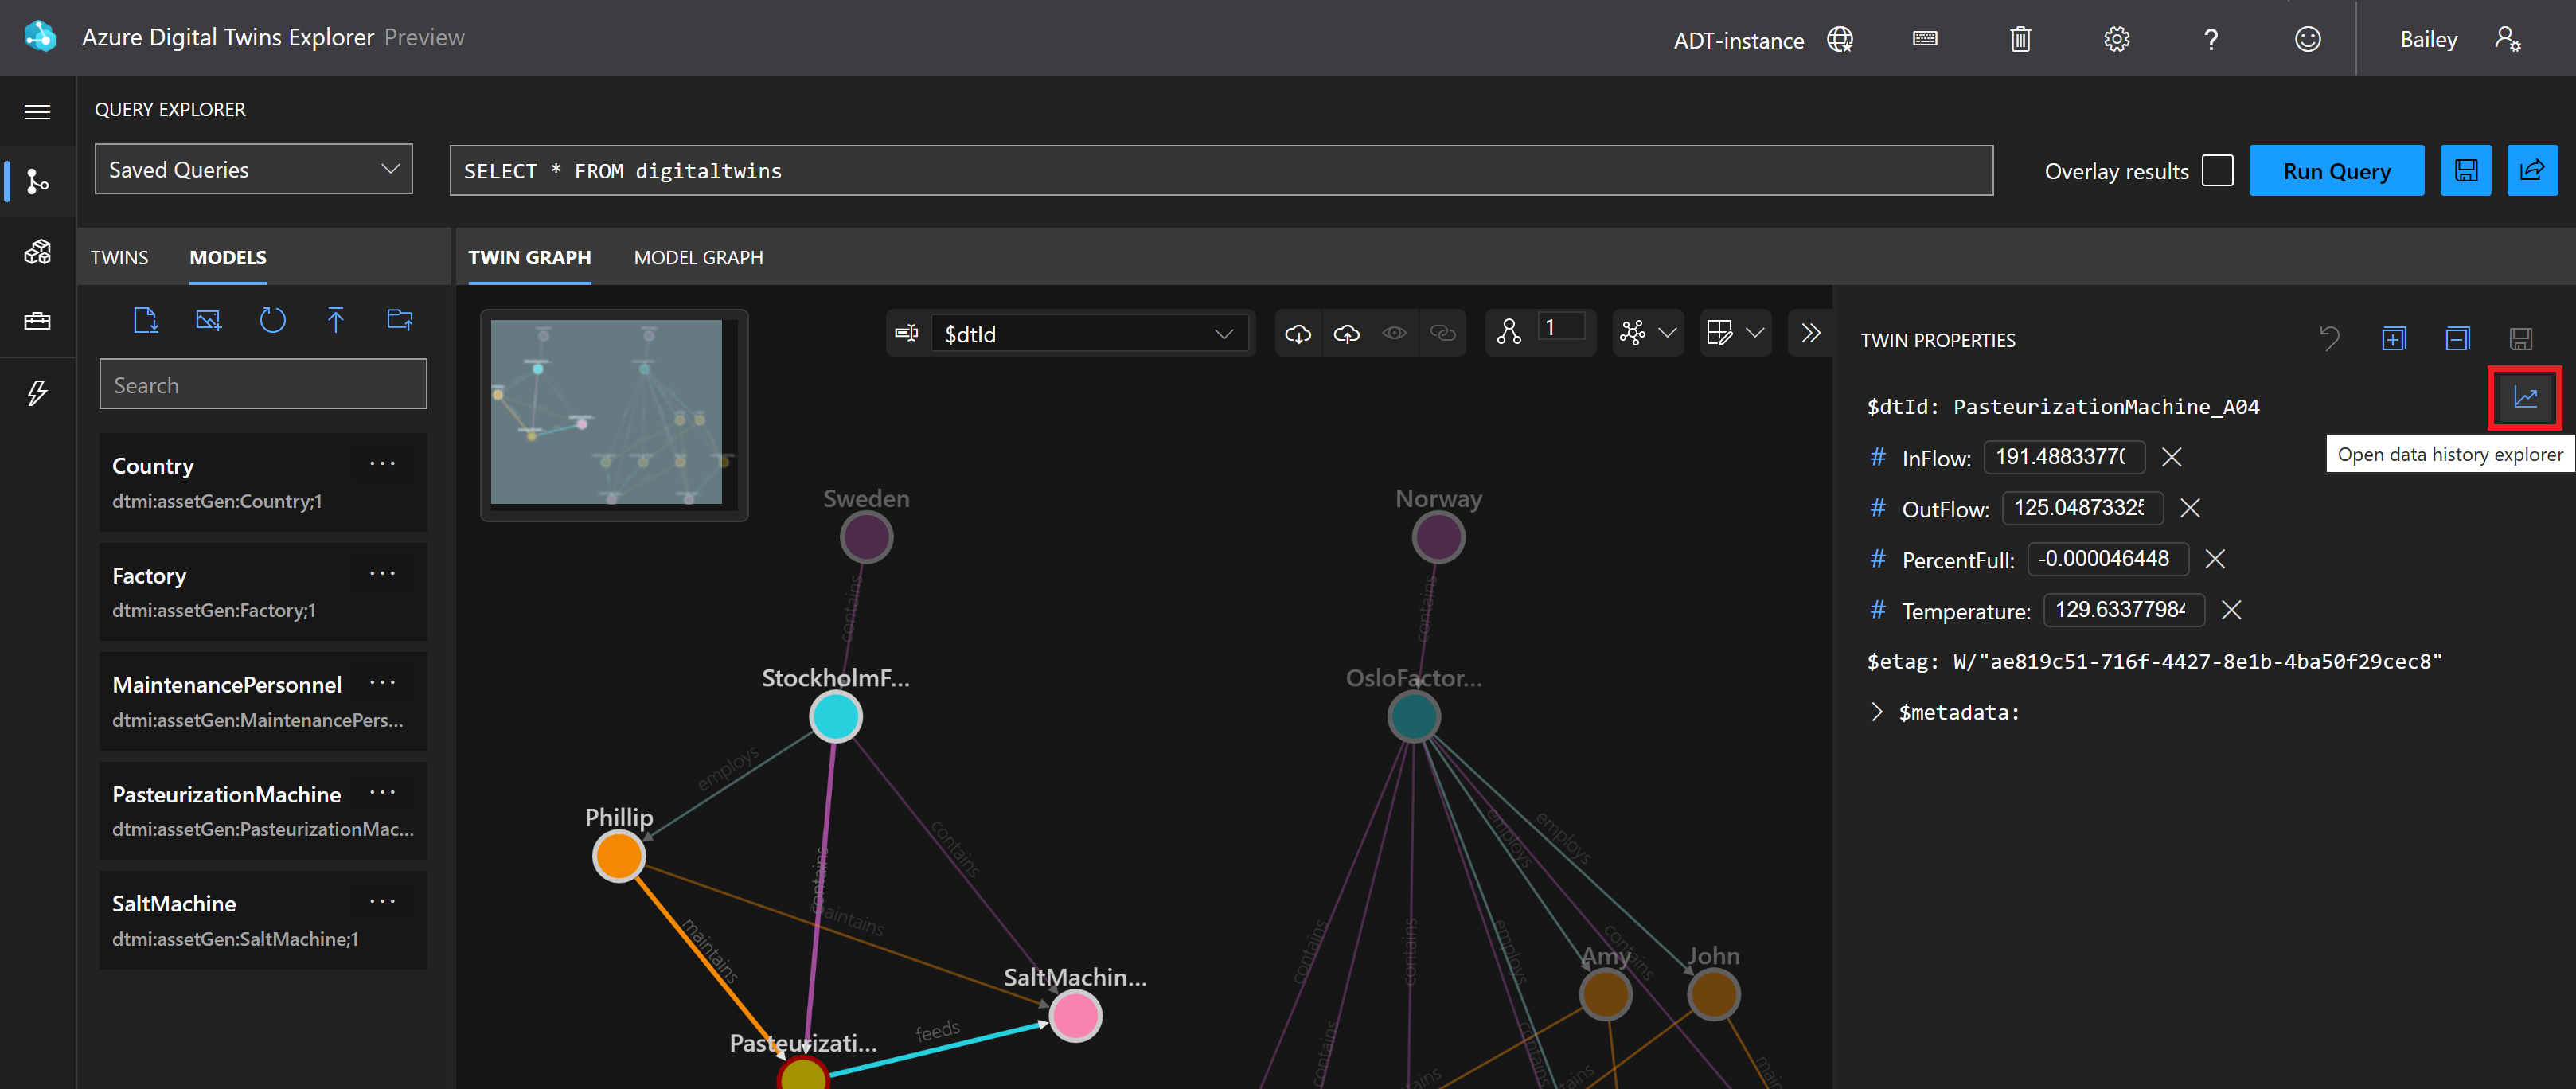 Azure Digital Twins Explorer Preview
ADT-instance
?
Bailey
QUERY EXPLORER
Saved Queries
SELECT * FROM digitaltwins
Overlay results
Run Query
TWINS
MODELS
TWIN GRAPH
MODEL GRAPH
$dtId
1
TWIN PROPERTIES
Search
Country
dtmi:assetGen:Country;1
Factory
dtmi:assetGen:Factory;1
MaintenancePersonnel
dtmi:assetGen:MaintenancePers...
PasteurizationMachine
dtmi:assetGen:PasteurizationMac...
SaltMachine
dtmi:assetGen:SaltMachine;1
Sweden
contains
StockholmF...
employs
contains
Phillip
contains
maintains
maintains
SaltMachin...
feeds
Pasteurizati...
Norway
contains
OsloFactor...
employs
employs
contains
contains
employs
contains
Amy
John
contains
contains
$dtId: PasteurizationMachine_A04
Open data history explorer
# InFlow: 191.4883377(
# OutFlow: 125.04873325
# PercentFull: -0.000046448
# Temperature: 129.63377984
$etag: W/"ae819c51-716f-4427-8e1b-4ba50f29cec8"
$metadata: